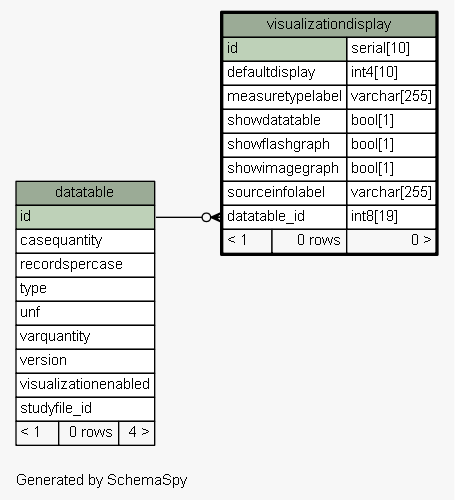 visualizationdisplay
id serial[10]
defaultdisplay int4[10]
measuretypelabel varchar[255]
showdatatable bool[1]
showflashgraph bool[1]
showimagegraph bool[1]
sourceinfolabel varchar[255]
datatable_id int8[19]
< 1 0 rows 0 >
datatable
id
casequantity
recordspercase
type
unf
varquantity
version
visualizationenabled
studyfile_id
< 1 0 rows 4 >
Generated by SchemaSpy